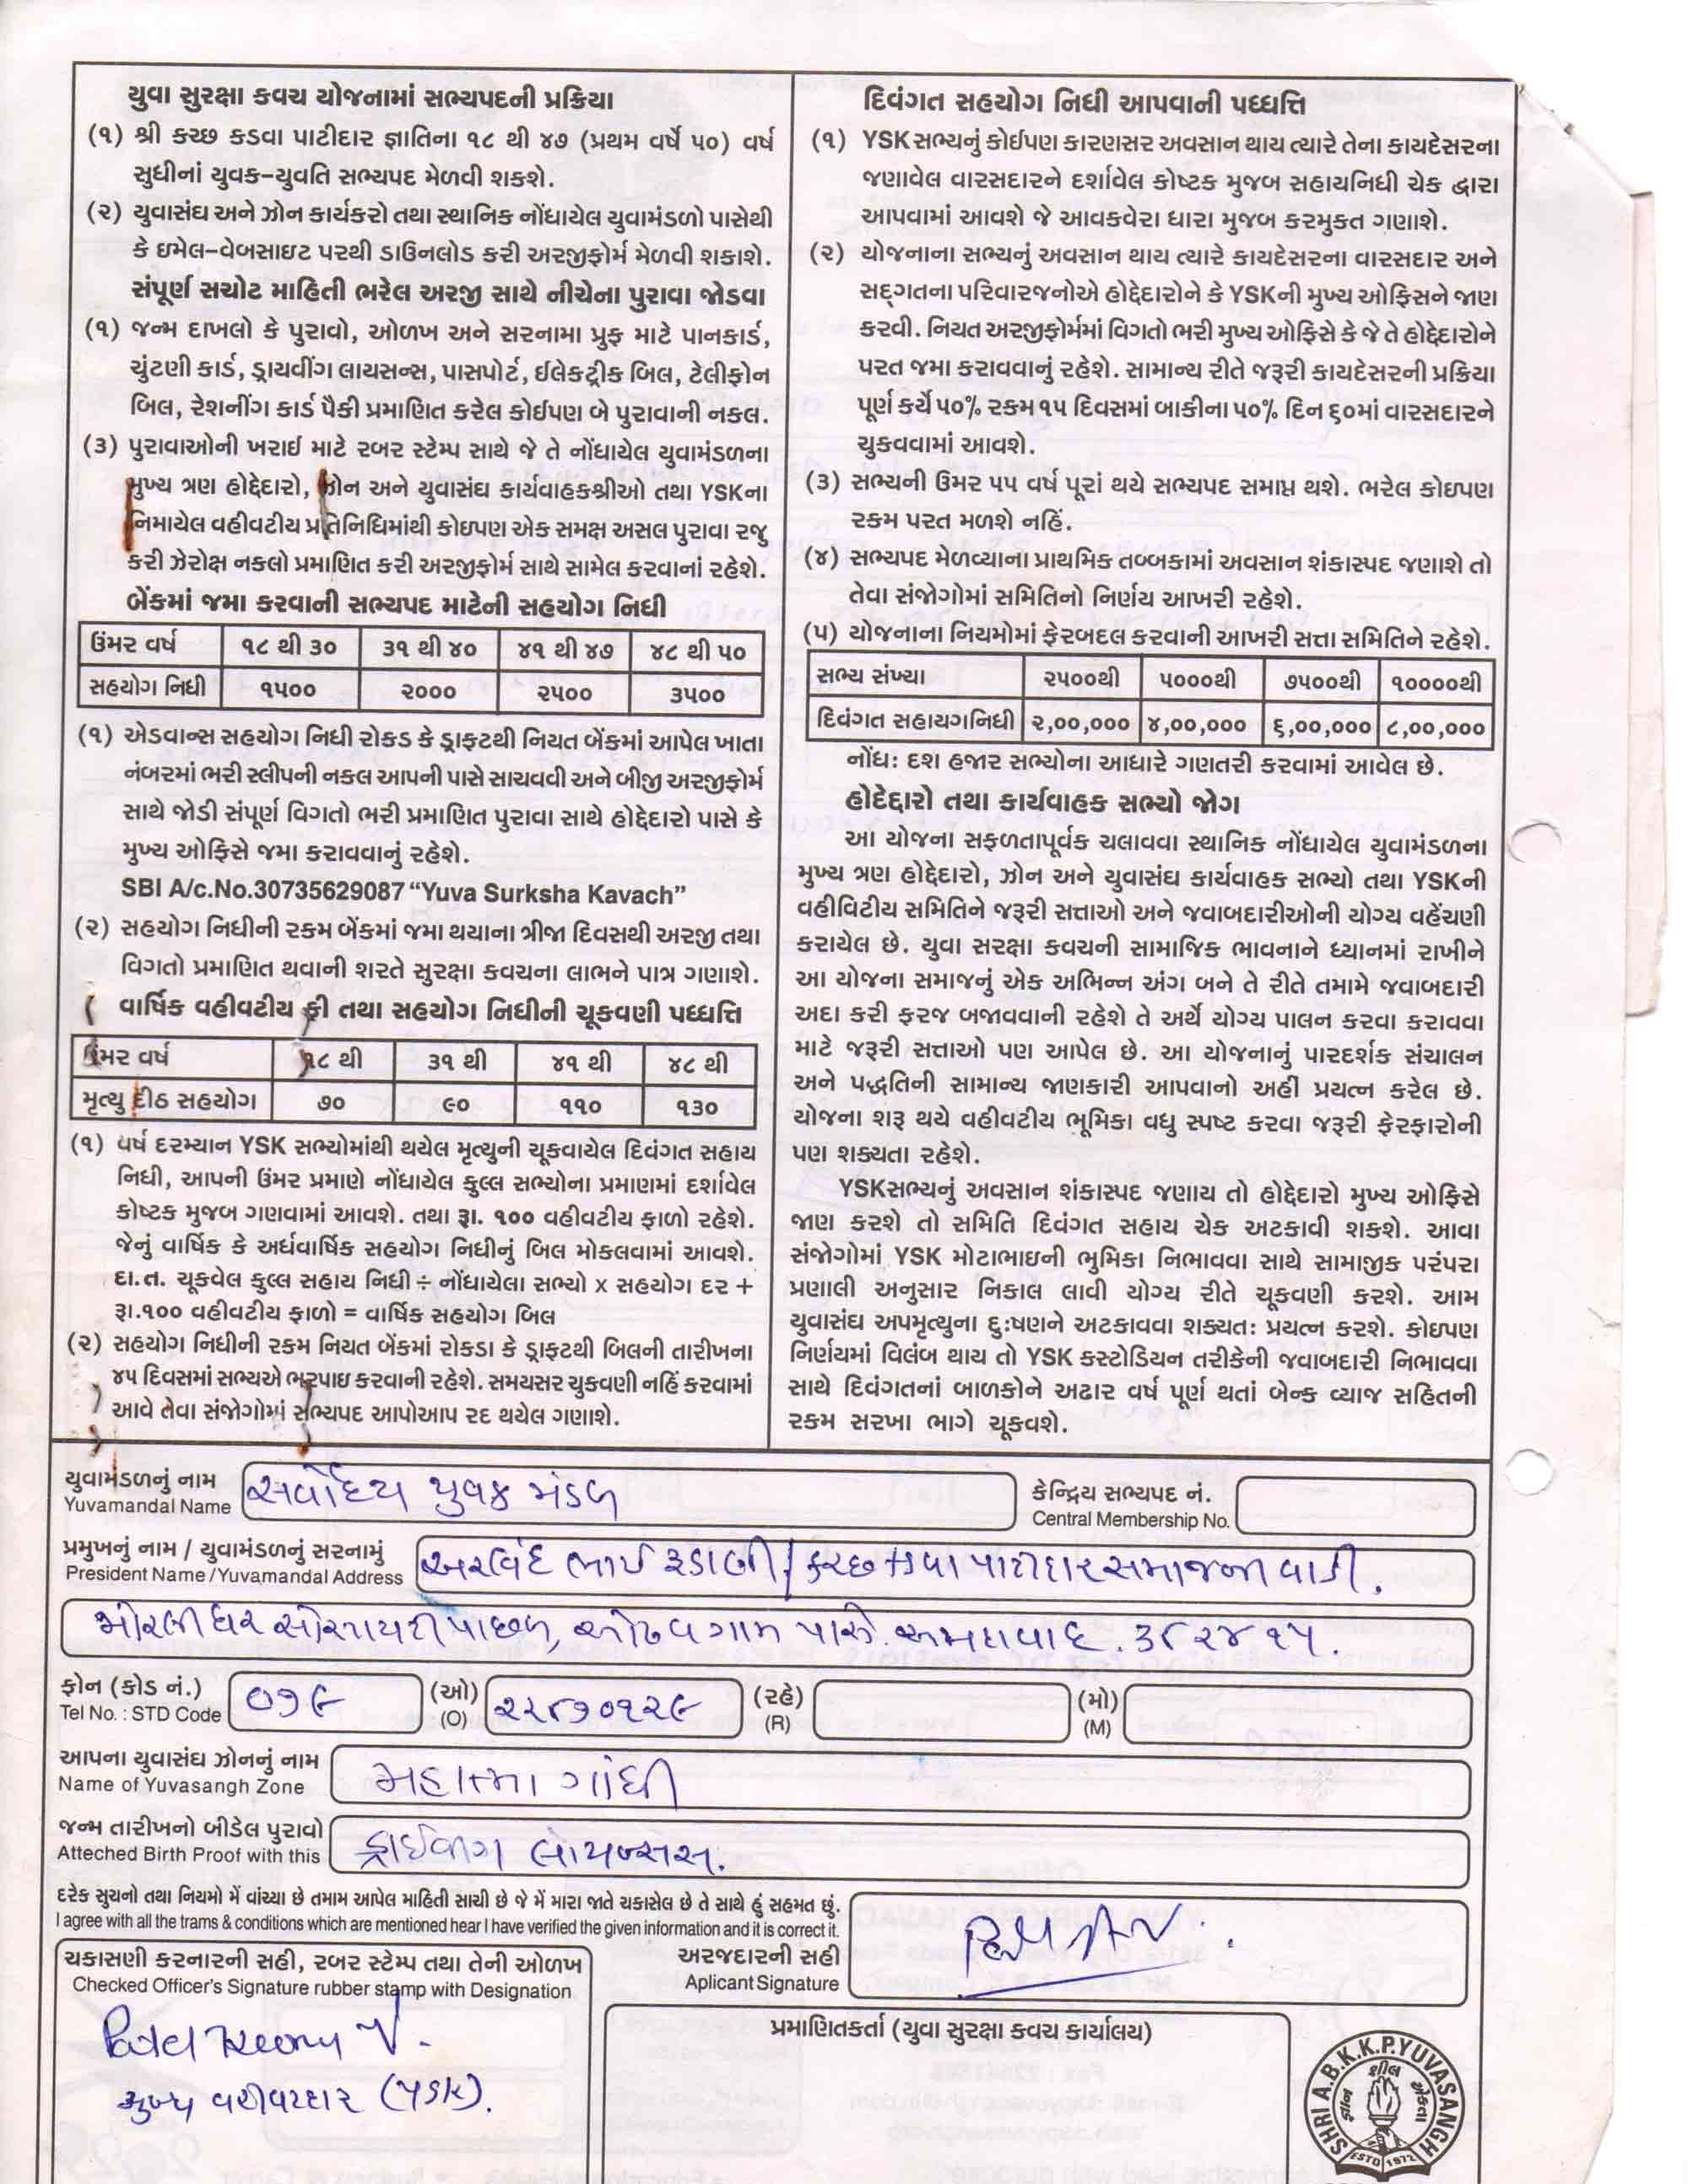 યુવા સુરક્ષા કવચ યોજનામાં સભ્યપદની પ્રક્રિયા
(૧) શ્રી કચ્છ કડવા પાટીદાર જ્ઞાતિના ૧૮ થી ૪૭ (પ્રથમ વર્ષે ૫૦) વર્ષ
સુધીનાં યુવક-યુવતિ સભ્યપદ મેળવી શકશે.
(૨) યુવાસંઘ અને ઝોન કાર્યકરો તથા સ્થાનિક નોંધાયેલ યુવામંડળો પાસેથી
કે ઇમેલ-વેબસાઇટ પરથી ડાઉનલોડ કરી અરજીફોર્મ મેળવી શકાશે.
સંપૂર્ણ સચોટ માહિતી ભરેલ અરજી સાથે નીચેના પુરાવા જોડવા
(૧) જન્મ દાખલો કે પુરાવો, ઓળખ અને સરનામા પ્રુફ માટે પાનકાર્ડ,
ચુંટણી કાર્ડ, ડ્રાયવીંગ લાયસન્સ, પાસપોર્ટ, ઈલેકટ્રીક બિલ, ટેલીફોન
બિલ, રેશનીંગ કાર્ડ પૈકી પ્રમાણિત કરેલ કોઈપણ બે પુરાવાની નકલ.
(૩) પુરાવાઓની ખરાઈ માટે રબર સ્ટેમ્પ સાથે જે તે નોંધાયેલ યુવામંડળના
મુખ્ય ત્રણ હોદ્દેદારો, ઝોન અને યુવાસંઘ કાર્યવાહકશ્રીઓ તથા YSKના
નિમાયેલ વહીવટીય પ્રતિનિધિમાંથી કોઇપણ એક સમક્ષ અસલ પુરાવા રજુ
કરી ઝેરોક્ષ નકલો પ્રમાણિત કરી અરજીફોર્મ સાથે સામેલ કરવાનાં રહેશે.
બેંકમાં જમા કરવાની સભ્યપદ માટેની સહયોગ નિધી
ઉંમર વર્ષ ૧૮ થી ૩૦ ૩૧ થી ૪૦ ૪૧ થી ૪૭ ૪૮ થી ૫૦
સહયોગ નિધી ૧૫૦૦ ૨૦૦૦ ૨૫૦૦ ૩૫૦૦
(૧) એડવાન્સ સહયોગ નિધી રોકડ કે ડ્રાફટથી નિયત બેંકમાં આપેલ ખાતા
નંબરમાં ભરી સ્લીપની નકલ આપની પાસે સાચવવી અને બીજી અરજીફોર્મ
સાથે જોડી સંપૂર્ણ વિગતો ભરી પ્રમાણિત પુરાવા સાથે હોદ્દેદારો પાસે કે
મુખ્ય ઓફિસે જમા કરાવવાનું રહેશે.
SBI A/c.No.30735629087 “Yuva Surksha Kavach”
(૨) સહયોગ નિધીની રકમ બેંકમાં જમા થયાના ત્રીજા દિવસથી અરજી તથા
વિગતો પ્રમાણિત થવાની શરતે સુરક્ષા કવચના લાભને પાત્ર ગણાશે.
વાર્ષિક વહીવટીય ફી તથા સહયોગ નિધીની ચૂકવણી પધ્ધતિ
ઉંમર વર્ષ ૧૮ થી ૩૧ થી ૪૧ થી ૪૮ થી
મૃત્યુ દીઠ સહયોગ ૭૦ ૯૦ ૧૧૦ ૧૩૦
(૧) વર્ષ દરમ્યાન YSK સભ્યોમાંથી થયેલ મૃત્યુની ચૂકવાયેલ દિવંગત સહાય
નિધી, આપની ઉંમર પ્રમાણે નોંધાયેલ કુલ્લ સભ્યોના પ્રમાણમાં દર્શાવેલ
કોષ્ટક મુજબ ગણવામાં આવશે. તથા રૂા. ૧૦૦ વહીવટીય ફાળો રહેશે.
જેનું વાર્ષિક કે અર્ધવાર્ષિક સહયોગ નિધીનું બિલ મોકલવામાં આવશે.
દા.ત. ચૂકવેલ કુલ્લ સહાય નિધી ÷ નોંધાયેલા સભ્યો x સહયોગ દર +
રૂા.૧૦૦ વહીવટીય ફાળો = વાર્ષિક સહયોગ બિલ
(૨) સહયોગ નિધીની રકમ નિયત બેંકમાં રોકડા કે ડ્રાફટથી બિલની તારીખના
૪૫ દિવસમાં સભ્યએ ભરપાઇ કરવાની રહેશે. સમયસર ચુકવણી નહિં કરવામાં
આવે તેવા સંજોગોમાં સભ્યપદ આપોઆપ રદ થયેલ ગણાશે.
દિવંગત સહયોગ નિધી આપવાની પધ્ધત્તિ
(૧) YSKસભ્યનું કોઈપણ કારણસર અવસાન થાય ત્યારે તેના કાયદેસરના
જણાવેલ વારસદારને દર્શાવેલ કોષ્ટક મુજબ સહાયનિધી ચેક દ્વારા
આપવામાં આવશે જે આવકવેરા ધારા મુજબ કરમુકત ગણાશે.
(૨) યોજનાના સભ્યનું અવસાન થાય ત્યારે કાયદેસરના વારસદાર અને
સદ્ગતના પરિવારજનોએ હોદ્દેદારોને કે YSKની મુખ્ય ઓફિસને જાણ
કરવી. નિયત અરજીફોર્મમાં વિગતો ભરી મુખ્ય ઓફિસે કે જે તે હોદ્દેદારોને
પરત જમા કરાવવાનું રહેશે. સામાન્ય રીતે જરૂરી કાયદેસરની પ્રક્રિયા
પૂર્ણ કર્યે ૫૦% રકમ ૧૫ દિવસમાં બાકીના ૫૦% દિન ૬૦માં વારસદારને
ચુકવવામાં આવશે.
(૩) સભ્યની ઉંમર ૫૫ વર્ષ પૂરાં થયે સભ્યપદ સમાપ્ત થશે. ભરેલ કોઇપણ
રકમ પરત મળશે નહિં.
(૪) સભ્યપદ મેળવ્યાના પ્રાથમિક તબ્બકામાં અવસાન શંકાસ્પદ જણાશે તો
તેવા સંજોગોમાં સમિતિનો નિર્ણય આખરી રહેશે.
(૫) યોજનાના નિયમોમાં ફેરબદલ કરવાની આખરી સત્તા સમિતિને રહેશે.
સભ્ય સંખ્યા ૨૫૦૦થી ૫૦૦૦થી ૭૫૦૦થી ૧૦૦૦૦થી
દિવંગત સહાયગનિધી ૨,૦૦,૦૦૦ ૪,૦૦,૦૦૦ ૬,૦૦,૦૦૦ ૮,૦૦,૦૦૦
નોંધ: દશ હજાર સભ્યોના આધારે ગણતરી કરવામાં આવેલ છે.
હોદેદ્દારો તથા કાર્યવાહક સભ્યો જોગ
આ યોજના સફળતાપૂર્વક ચલાવવા સ્થાનિક નોંધાયેલ યુવામંડળના
મુખ્ય ત્રણ હોદ્દેદારો, ઝોન અને યુવાસંઘ કાર્યવાહક સભ્યો તથા YSKની
વહીવિટીય સમિતિને જરૂરી સત્તાઓ અને જવાબદારીઓની યોગ્ય વહેંચણી
કરાયેલ છે. યુવા સરક્ષા કવચની સામાજિક ભાવનાને ધ્યાનમાં રાખીને
આ યોજના સમાજનું એક અભિન્ન અંગ બને તે રીતે તમામે જવાબદારી
અદા કરી ફરજ બજાવવાની રહેશે તે અર્થે યોગ્ય પાલન કરવા કરાવવા
માટે જરૂરી સત્તાઓ પણ આપેલ છે. આ યોજનાનું પારદર્શક સંચાલન
અને પદ્ધતિની સામાન્ય જાણકારી આપવાનો અહીં પ્રયત્ન કરેલ છે.
યોજના શરૂ થયે વહીવટીય ભૂમિકા વધુ સ્પષ્ટ કરવા જરૂરી ફેરફારોની
પણ શક્યતા રહેશે.
YSKસભ્યનું અવસાન શંકાસ્પદ જણાય તો હોદ્દેદારો મુખ્ય ઓફિસે
જાણ કરશે તો સમિતિ દિવંગત સહાય ચેક અટકાવી શકશે. આવા
સંજોગોમાં YSK મોટાભાઇની ભુમિકા નિભાવવા સાથે સામાજીક પરંપરા
પ્રણાલી અનુસાર નિકાલ લાવી યોગ્ય રીતે ચૂકવણી કરશે. આમ
યુવાસંઘ અપમૃત્યુના દુઃષણને અટકાવવા શક્યતઃ પ્રયત્ન કરશે. કોઇપણ
નિર્ણયમાં વિલંબ થાય તો YSK કસ્ટોડિયન તરીકેની જવાબદારી નિભાવવા
સાથે દિવંગતનાં બાળકોને અઢાર વર્ષ પૂર્ણ થતાં બેન્ક વ્યાજ સહિતની
રકમ સરખા ભાગે ચૂકવશે.
યુવામંડળનું નામ સર્વોદય યુવક મંડળ કેન્દ્રિય સભ્યપદ નં.
Yuvamandal Name Central Membership No.
પ્રમુખનું નામ / યુવામંડળનું સરનામું અરવિંદ ભાઈ રૂડાણી / કચ્છ કડવા પાટીદાર સમાજની વાડી.
President Name/Yuvamandal Address
મોરલીધર સોસાયટી પાછળ, ઓઢવ ગામ પાસે. અમદાવાદ. ૩૮૨૪૧૫.
ફોન (કોડ નં.) ૦૭૯ (ઓ) ૨૨૮૭૦૧૨૯ (રહે) (મો)
Tel No. : STD Code (O) (R) (M)
આપના યુવાસંઘ ઝોનનું નામ મહાત્મા ગાંધી
Name of Yuvasangh Zone
જન્મ તારીખનો બીડેલ પુરાવો ડ્રાઈવીંગ લાયન્સસ.
Atteched Birth Proof with this
દરેક સુચનો તથા નિયમો મેં વાંચ્યા છે તમામ આપેલ માહિતી સાચી છે જે મેં મારા જાતે ચકાસેલ છે તે સાથે હું સહમત છું.
I agree with all the trams & conditions which are mentioned hear I have verified the given information and it is correct it.
ચકાસણી કરનારની સહી, રબર સ્ટેમ્પ તથા તેની ઓળખ
Checked Officer's Signature rubber stamp with Designation
અરજદારની સહી
Aplicant Signature
Patel V.
મુખ્ય વહીવટદાર (YSK).
પ્રમાણિતકર્તા (યુવા સુરક્ષા કવચ કાર્યાલય)
SHRI A.B.K.K.P.YUVASANGH
શીલ
એકતા
ESTD 1972